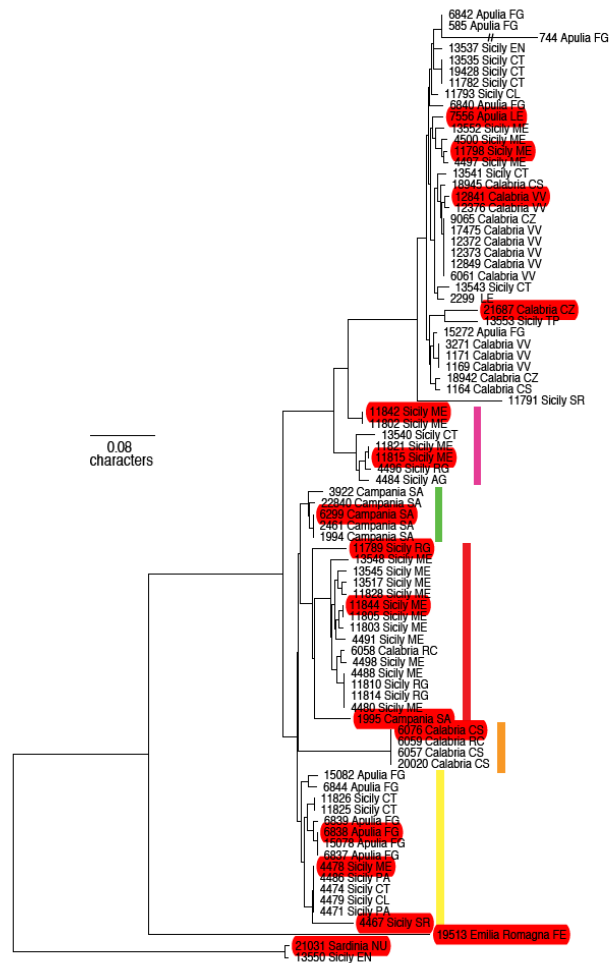 6842 Apulia FG
585 Apulia FG
744 Apulia FG
13537 Sicily EN
13535 Sicily CT
19428 Sicily CT
11782 Sicily CT
11793 Sicily CL
6840 Apulia FG
7556 Apulia LE
13552 Sicily ME
4500 Sicily ME
11798 Sicily ME
4497 Sicily ME
13541 Sicily CT
18945 Calabria CS
12841 Calabria VV
12376 Calabria VV
9065 Calabria CZ
17475 Calabria VV
12372 Calabria VV
12373 Calabria VV
12849 Calabria VV
6061 Calabria VV
13543 Sicily CT
2299 LE
21687 Calabria CZ
13553 Sicily TP
15272 Apulia FG
3271 Calabria VV
1171 Calabria VV
1169 Calabria VV
18942 Calabria CZ
1164 Calabria CS
11791 Sicily SR
11842 Sicily ME
11802 Sicily ME
13540 Sicily CT
11821 Sicily ME
11815 Sicily ME
4496 Sicily RG
4484 Sicily AG
0.08
characters
3922 Campania SA
22840 Campania SA
6299 Campania SA
2461 Campania SA
1994 Campania SA
11789 Sicily RG
13548 Sicily ME
13545 Sicily ME
13517 Sicily ME
11828 Sicily ME
11844 Sicily ME
11805 Sicily ME
11803 Sicily ME
4491 Sicily ME
6058 Calabria RC
4498 Sicily ME
4488 Sicily ME
11810 Sicily RG
11814 Sicily RG
4480 Sicily ME
1995 Campania SA
6076 Calabria CS
6059 Calabria RC
6057 Calabria CS
20020 Calabria CS
15082 Apulia FG
6844 Apulia FG
11826 Sicily CT
11825 Sicily CT
6839 Apulia FG
6838 Apulia FG
15078 Apulia FG
6837 Apulia FG
4478 Sicily ME
4486 Sicily PA
4474 Sicily CT
4479 Sicily CL
4471 Sicily PA
4467 Sicily SR
19513 Emilia Romagna FE
21031 Sardinia NU
13550 Sicily EN